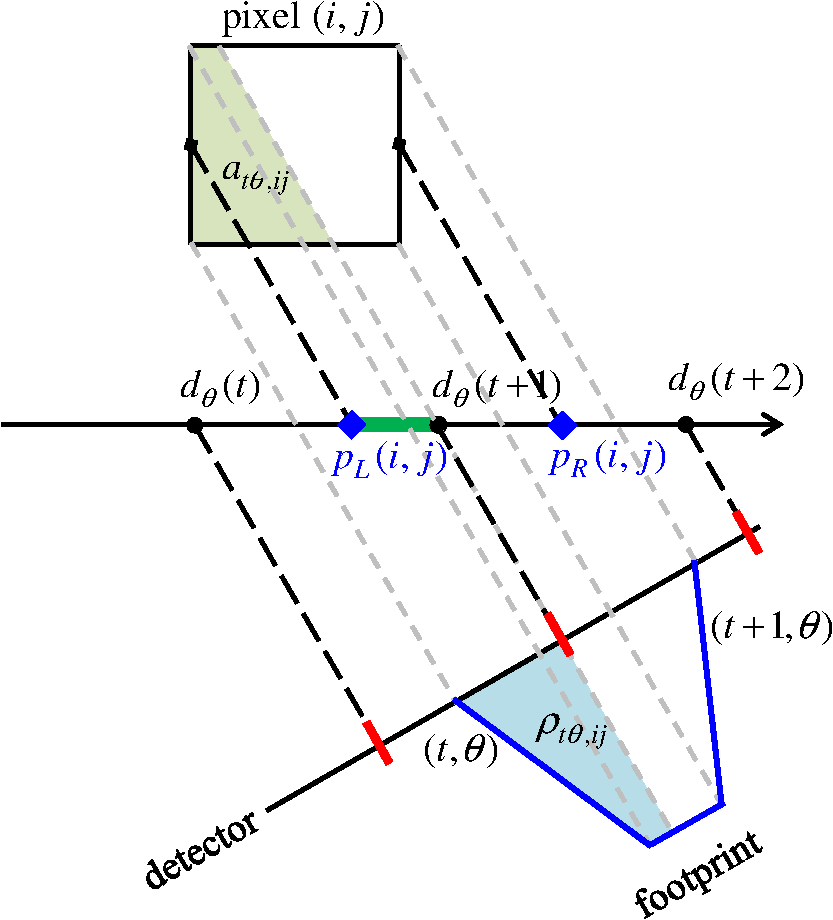 pixel (i, j)
a_{tθ,ij}
d_θ(t)
d_θ(t+1)
d_θ(t+2)
p_L(i, j)
p_R(i, j)
(t+1,θ)
ρ_{tθ,ij}
(t,θ)
detector
footprint